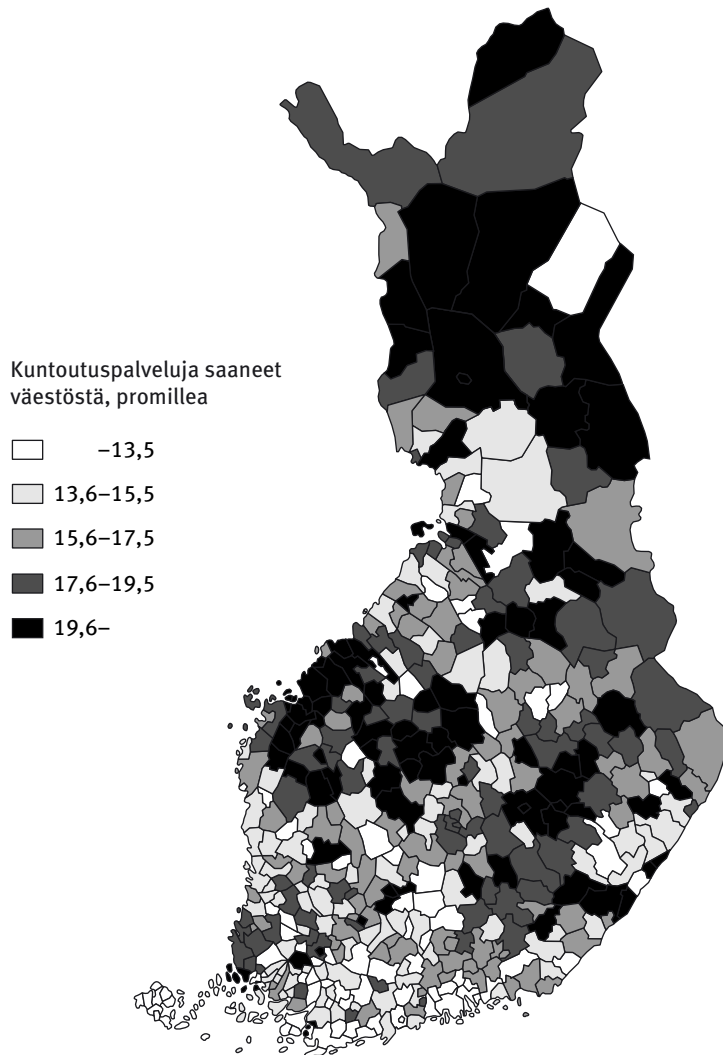 Kuntoutuspalveluja saaneet
väestöstä, promillea
–13,5
13,6–15,5
15,6–17,5
17,6–19,5
19,6–